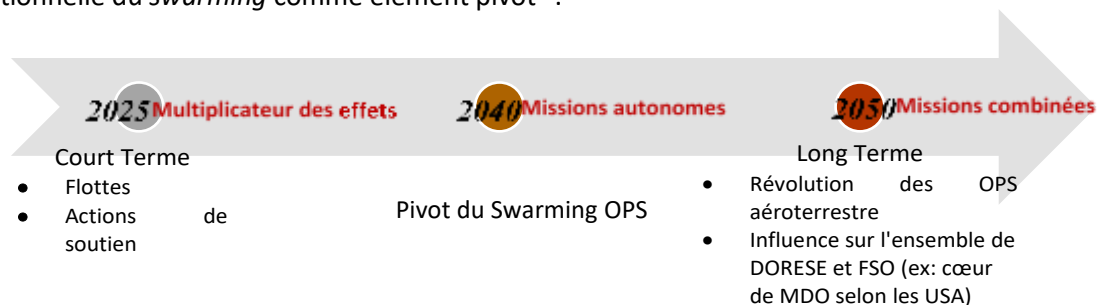 tionnelle du swarming comme élément pivot :
2025 Multiplicateur des effets
2040 Missions autonomes
2050 Missions combinées
Court Terme
• Flottes
• Actions de
soutien
Pivot du Swarming OPS
Long Terme
• Révolution des OPS
aéroterrestre
• Influence sur l'ensemble de
DORESE et FSO (ex: cœur
de MDO selon les USA)